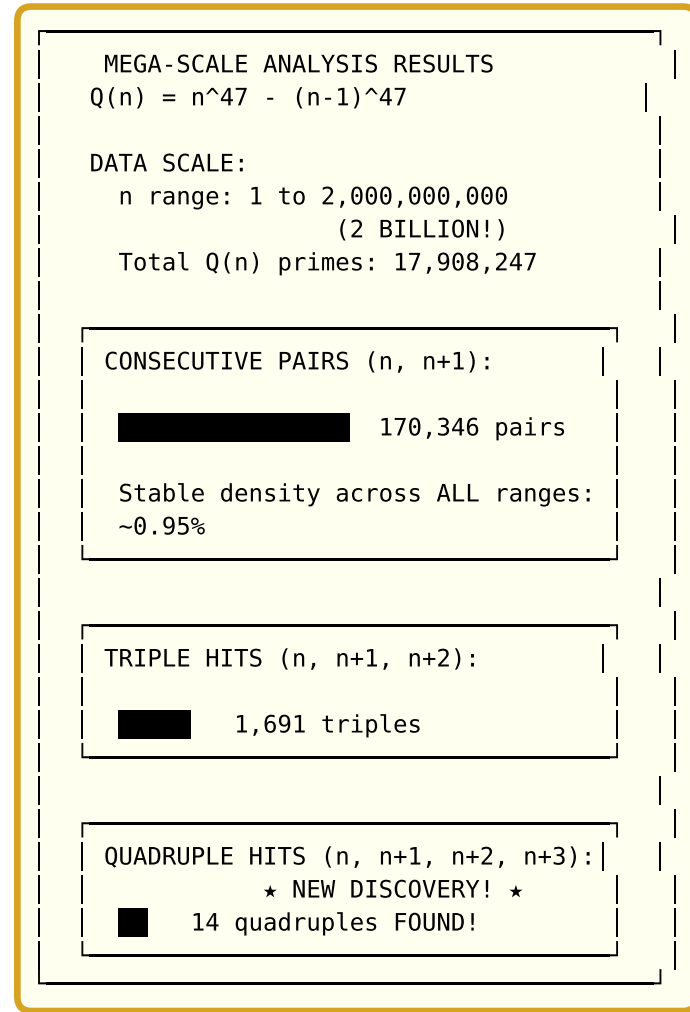 MEGA-SCALE ANALYSIS RESULTS
Q(n) = n^47 - (n-1)^47
DATA SCALE:
n range: 1 to 2,000,000,000
(2 BILLION!)
Total Q(n) primes: 17,908,247
CONSECUTIVE PAIRS (n, n+1):
170,346 pairs
Stable density across ALL ranges:
~0.95%
TRIPLE HITS (n, n+1, n+2):
1,691 triples
QUADRUPLE HITS (n, n+1, n+2, n+3):
★ NEW DISCOVERY! ★
14 quadruples FOUND!